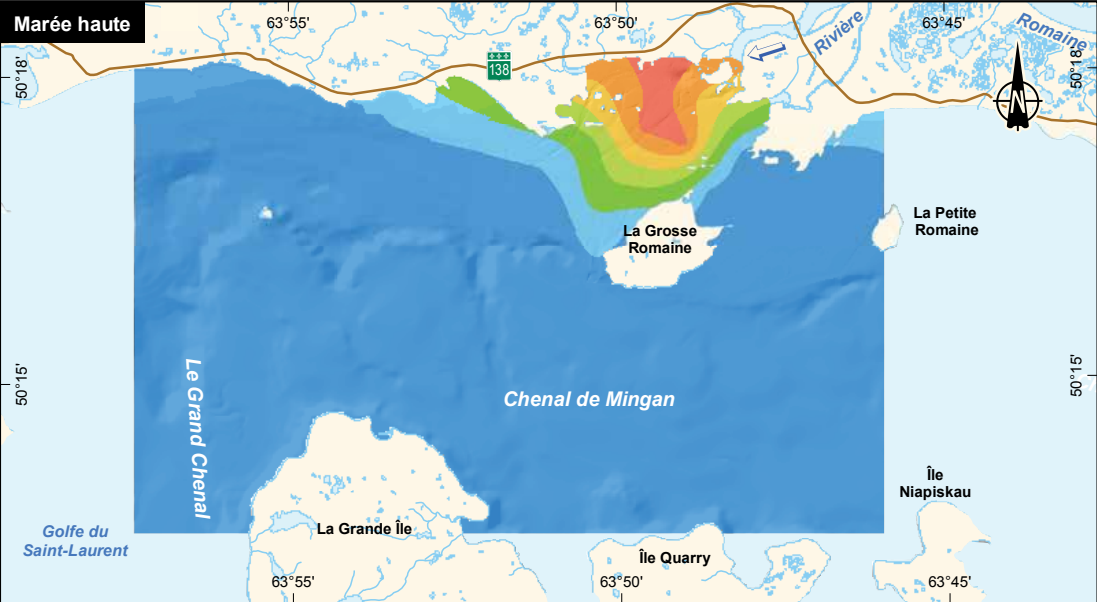 Marée haute
63°55'
63°50'
63°45'
Rivière
Romaine
50°18'
50°18'
138
La Petite
Romaine
La Grosse
Romaine
50°15'
50°15'
Le Grand Chenal
Chenal de Mingan
Île
Niapiskau
Golfe du
Saint-Laurent
La Grande Île
Île Quarry
63°55'
63°50'
63°45'
N